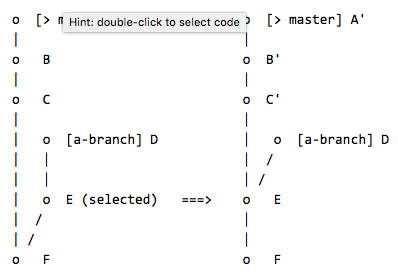 o [> m Hint: double-click to select code o [> master] A'
| |
o B o B'
| |
o C o C'
| |
| o [a-branch] D | o [a-branch] D
| | | /
| | | /
| o E (selected) ===> o E
| / |
| / |
o F o F